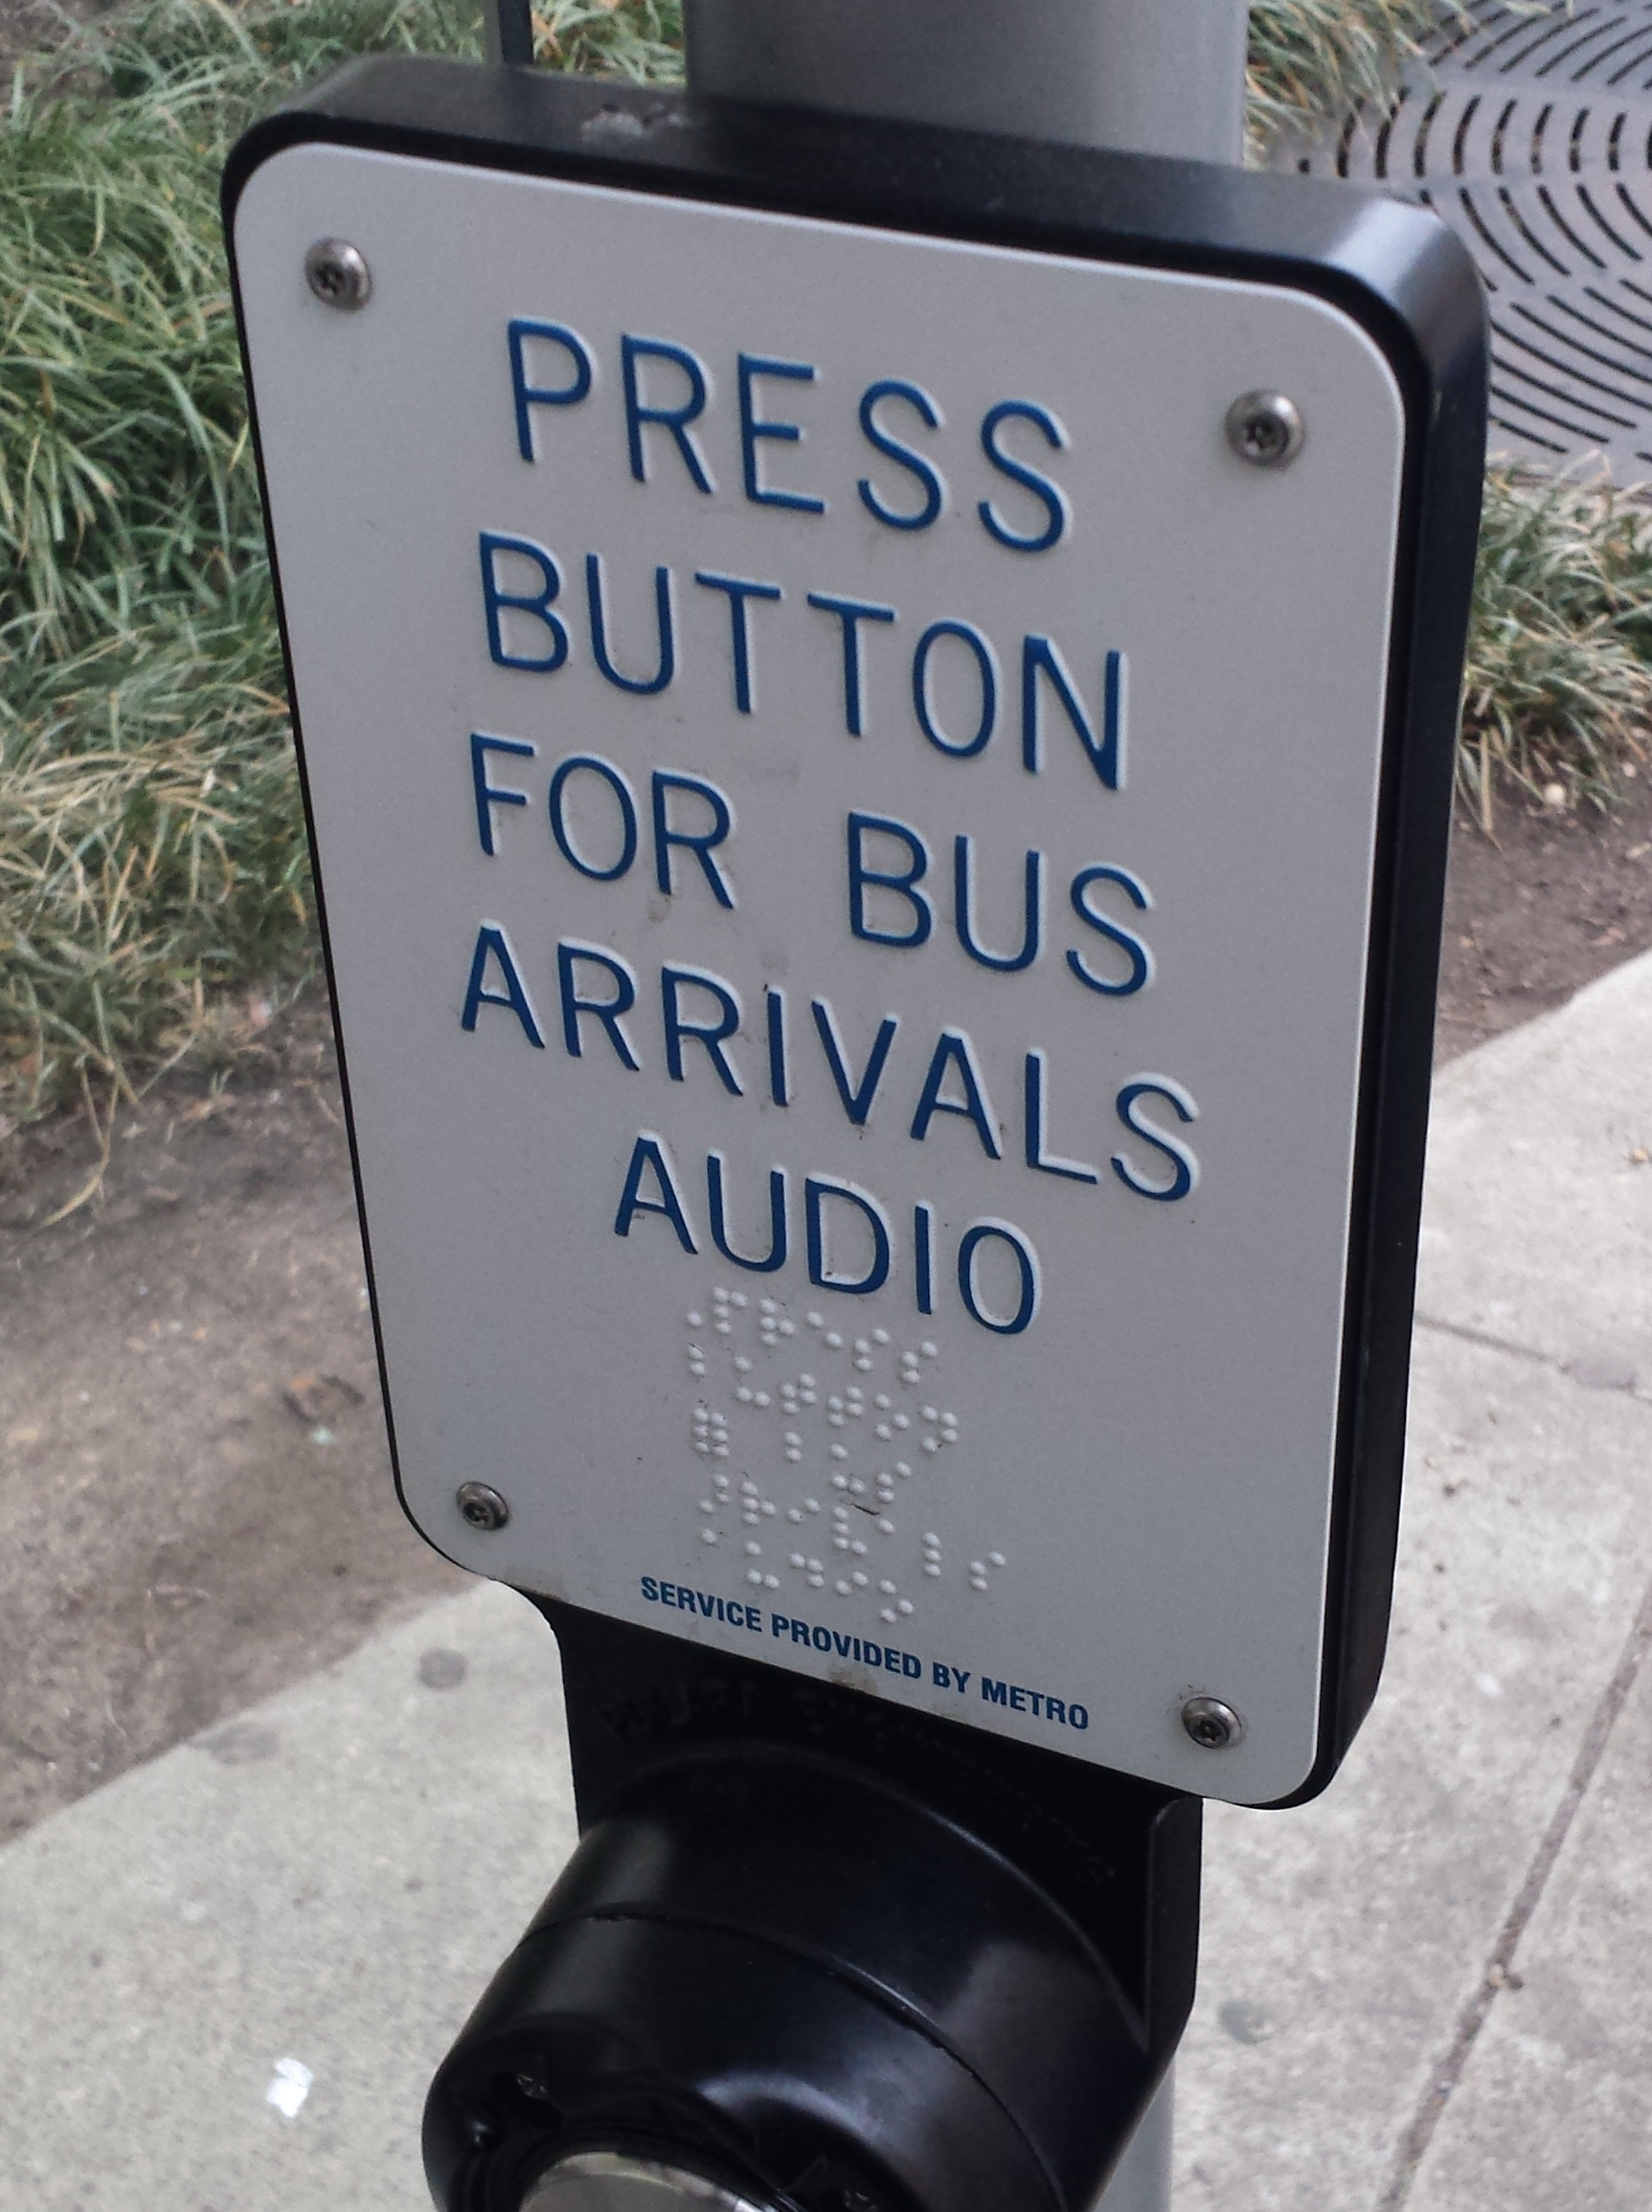 PRESS
BUTTON
FOR BUS
ARRIVALS
AUDIO
SERVICE PROVIDED BY METRO